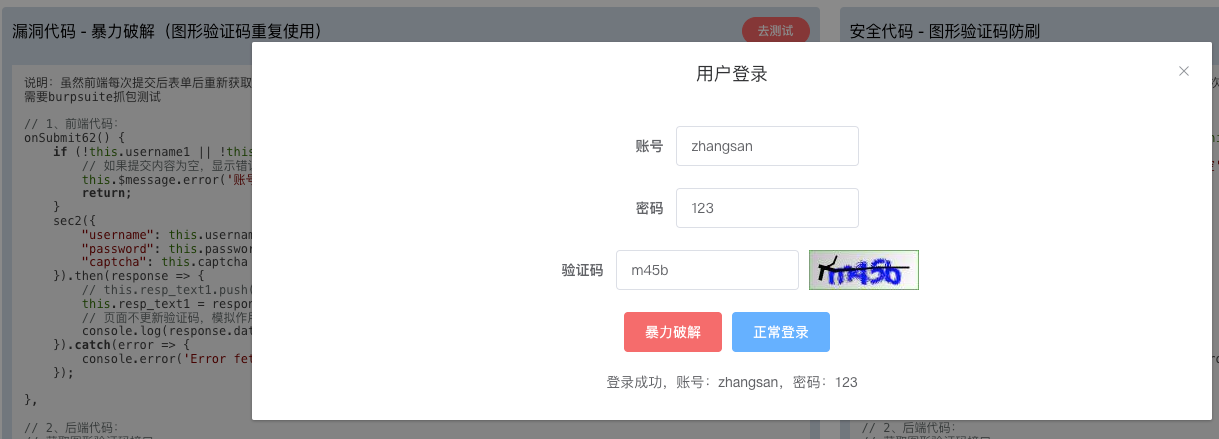 漏洞代码 - 暴力破解（图形验证码重复使用）
去测试
安全代码 - 图形验证码防刷
说明：虽然前端每次提交后表单后重新获取
需要burpsuite抓包测试
// 1、前端代码：
onSubmit62() {
if (!this.username1 || !this
// 如果提交内容为空，显示错误
this.$message.error('账号
return;
}
sec2({
"username": this.usernam
"password": this.passwor
"captcha": this.captcha
}).then(response => {
// this.resp_text1.push(
this.resp_text1 = respon
// 页面不更新验证码，模拟作用
console.log(response.dat
}).catch(error => {
console.error('Error fet
});
},
// 2、后端代码：
用户登录
账号
zhangsan
密码
123
验证码
m45b
m45b
暴力破解
正常登录
登录成功，账号：zhangsan，密码：123
// 2、后端代码：